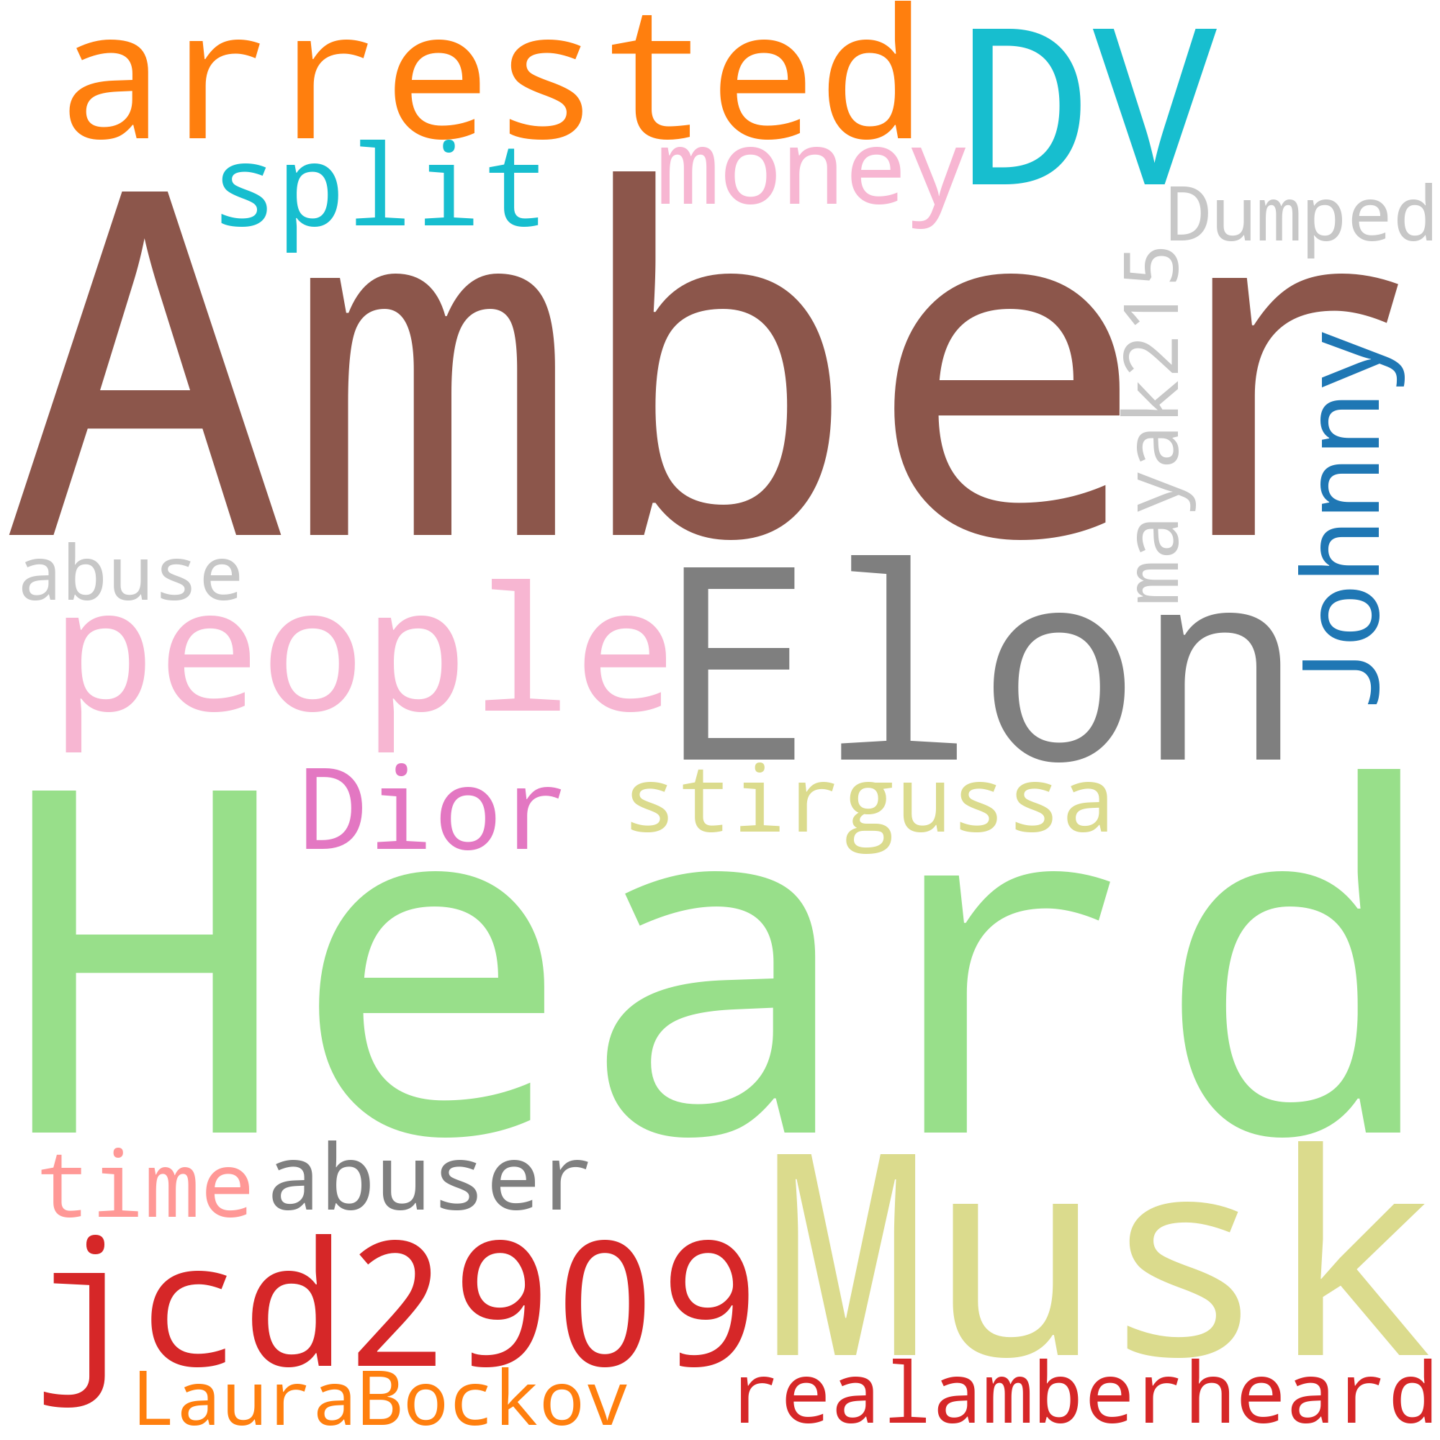 arrested
DV
split
money
Dumped
Amber
mayak215
Johnny
abuse
people
Elon
Dior
stirgussa
Heard
time
abuser
Musk
jcd2909
LauraBockov
realamberheard